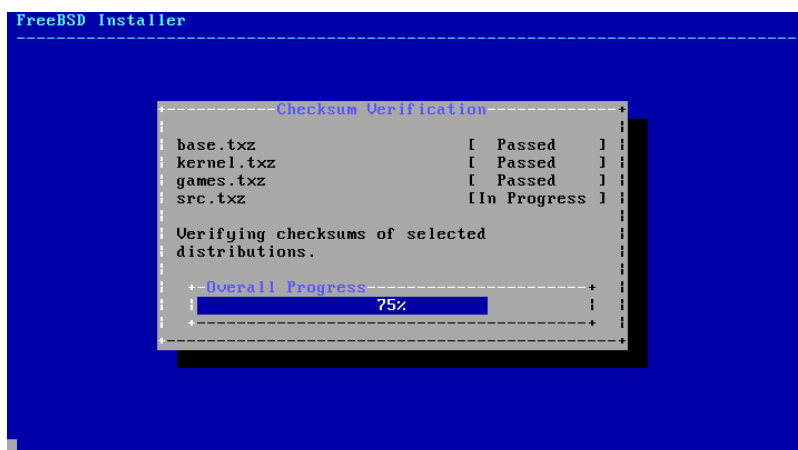 FreeBSD Installer
Checksum Verification
base.txz [ Passed ]
kernel.txz [ Passed ]
games.txz [ Passed ]
src.txz [In Progress ]
Verifying checksums of selected
distributions.
Overall Progress
75%